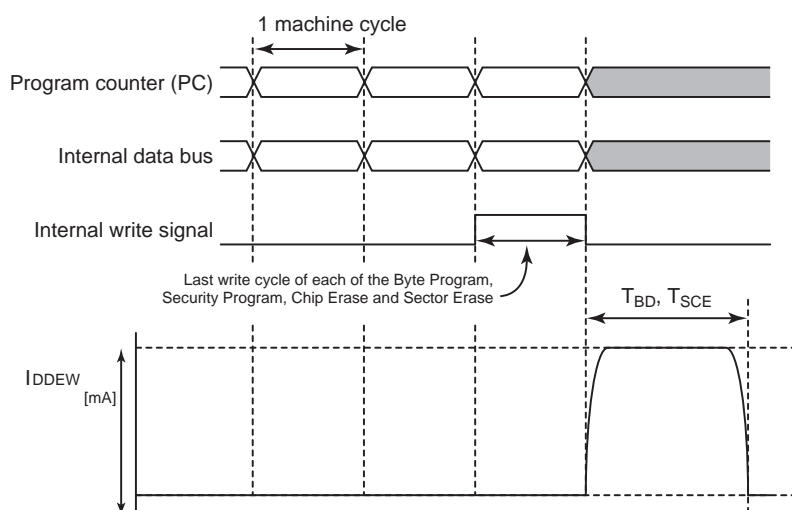 1 machine cycle
Program counter (PC)
Internal data bus
Internal write signal
Last write cycle of each of the Byte Program,
Security Program, Chip Erase and Sector Erase
TBD, TSCE
IDDEW
[mA]